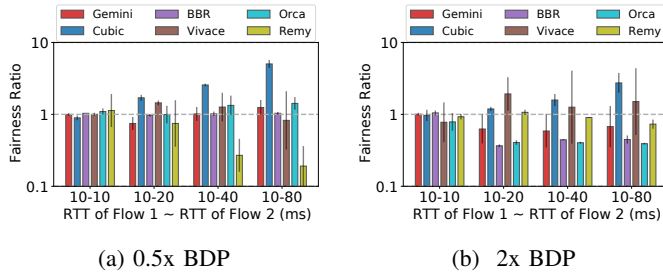 Gemini BBR Orca
Cubic Vivace Remy
10
1
0.1
Fairness Ratio
10-10 10-20 10-40 10-80
RTT of Flow 1 ~ RTT of Flow 2 (ms)
(a) 0.5x BDP
Gemini BBR Orca
Cubic Vivace Remy
10
1
0.1
Fairness Ratio
10-10 10-20 10-40 10-80
RTT of Flow 1 ~ RTT of Flow 2 (ms)
(b) 2x BDP